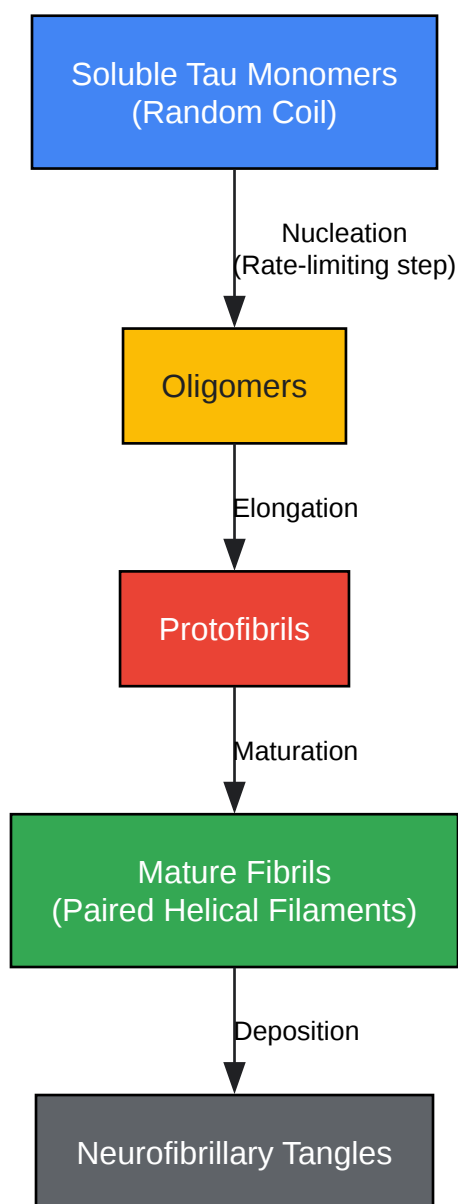 Soluble Tau Monomers
(Random Coil)
Nucleation
(Rate-limiting step)
Oligomers
Elongation
Protofibrils
Maturation
Mature Fibrils
(Paired Helical Filaments)
Deposition
Neurofibrillary Tangles